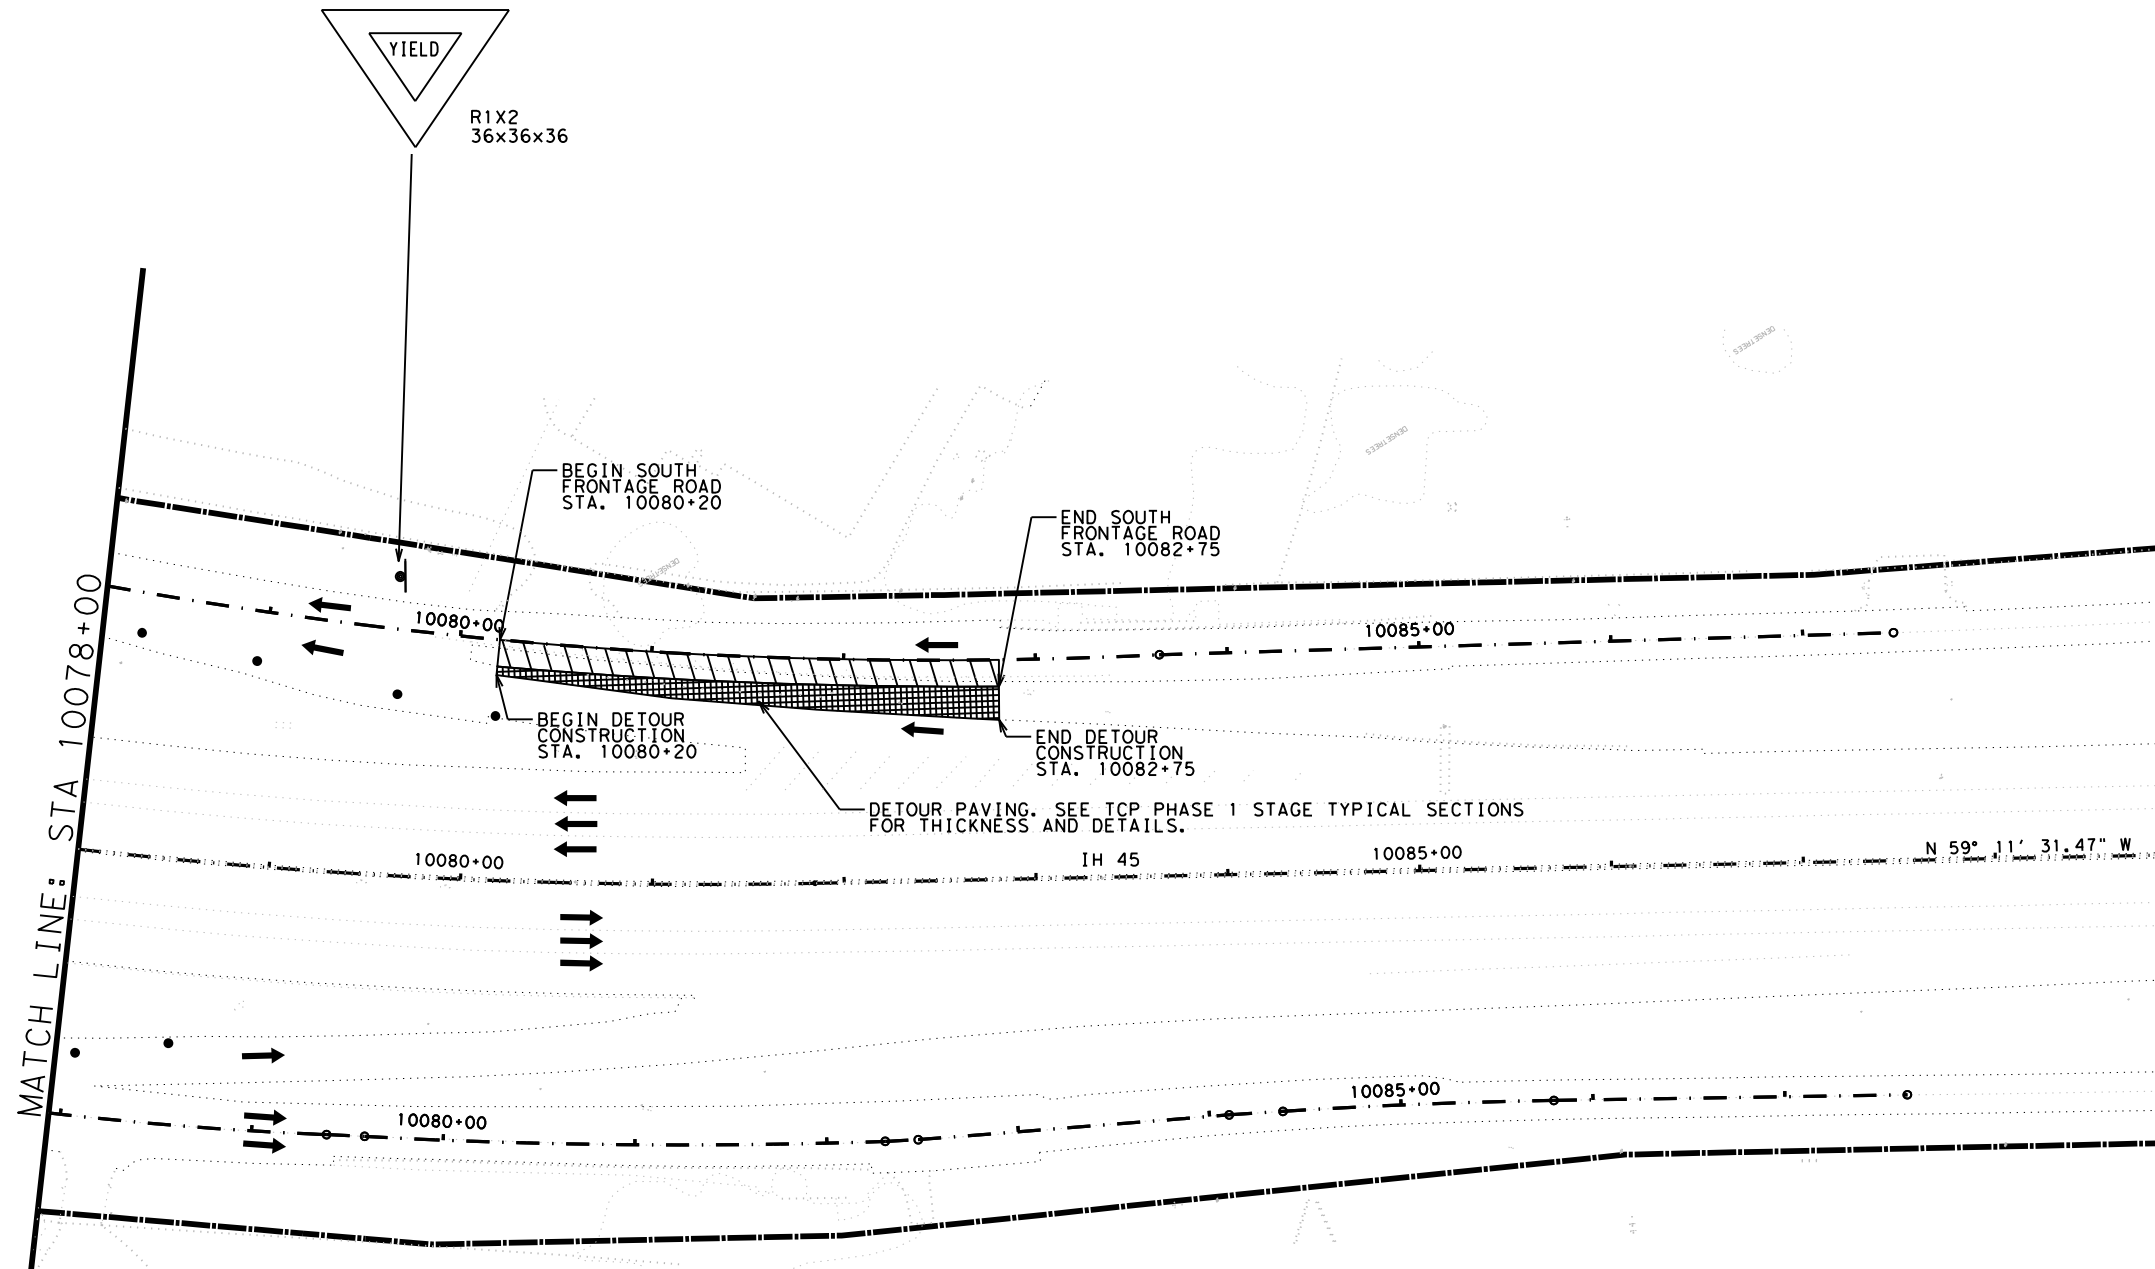 YIELD
R1X2
36x36x36
DENSETREES
DENSETREES
BEGIN SOUTH
FRONTAGE ROAD
STA. 10080+20
END SOUTH
FRONTAGE ROAD
STA. 10082+75
DENSETREES
10080+00
10085+00
BEGIN DETOUR
CONSTRUCTION
STA. 10080+20
END DETOUR
CONSTRUCTION
STA. 10082+75
DETOUR PAVING. SEE TCP PHASE 1 STAGE TYPICAL SECTIONS
FOR THICKNESS AND DETAILS.
MATCH LINE: STA 10078+00
10080+00
IH 45
10085+00
N 59° 11' 31.47" W
10080+00
10085+00